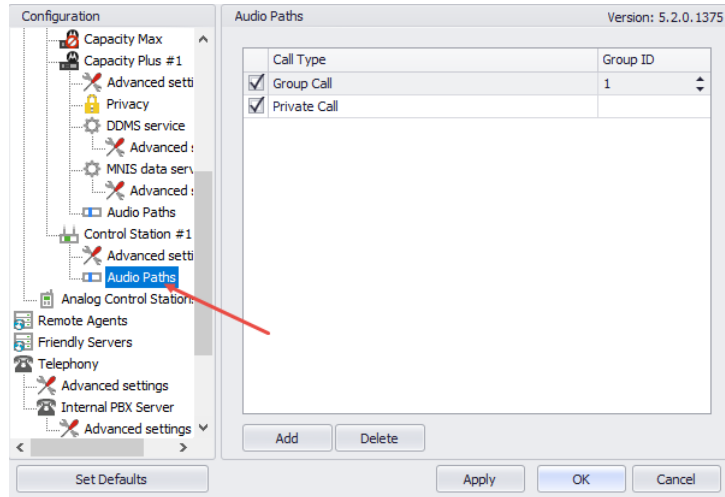 Configuration
Audio Paths
Version: 5.2.0.1375
Capacity Max
Capacity Plus #1
Advanced setti
Privacy
DDMS service
Advanced
MNIS data serv
Advanced
Audio Paths
Control Station #1
Advanced setti
Audio Paths
Analog Control Station
Remote Agents
Friendly Servers
Telephony
Advanced settings
Internal PBX Server
Advanced settings
Call Type Group ID
Group Call 1
Private Call
Add Delete
Set Defaults Apply OK Cancel